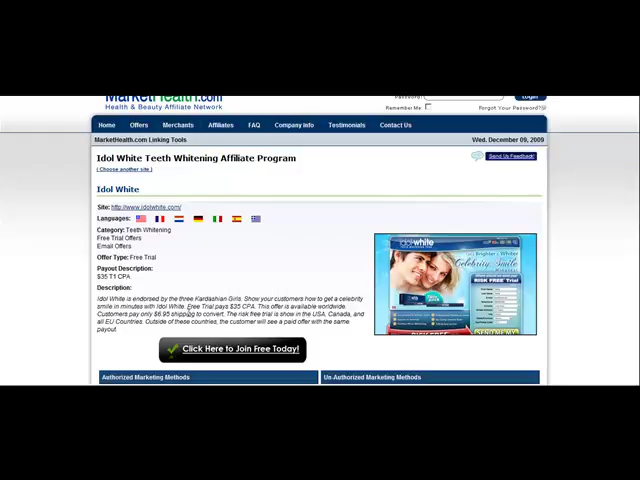 MarketHealth.com
Health & Beauty Affiliate Network
Password:
Login
Remember Me:
Forgot Your Password?
Home
Offers
Merchants
Affiliates
FAQ
Company Info
Testimonials
Contact Us
MarketHealth.com Linking Tools
Wed, December 09, 2009
Idol White Teeth Whitening Affiliate Program
Send Us Feedback!
( Choose another site )
Idol White
Site: http://www.idolwhite.com/
Languages:
Category: Teeth Whitening
Free Trial Offers
Email Offers
Offer Type: Free Trial
Payout Description:
$35 T1 CPA
Description:
Idol White is endorsed by the three Kardashian Girls. Show your customers how to get a celebrity
smile in minutes with Idol White. Free Trial pays $35 CPA. This offer is available worldwide.
Customers pay only $6.95 shipping to convert. The risk free trial is show in the USA, Canada, and
all EU Countries. Outside of these countries, the customer will see a paid offer with the same
payout
idolwhite
Celebrity Smile
RISK FREE Trial
RISK FREE
SEND MY
Click Here to Join Free Today!
Authorized Marketing Methods
Un-Authorized Marketing Methods